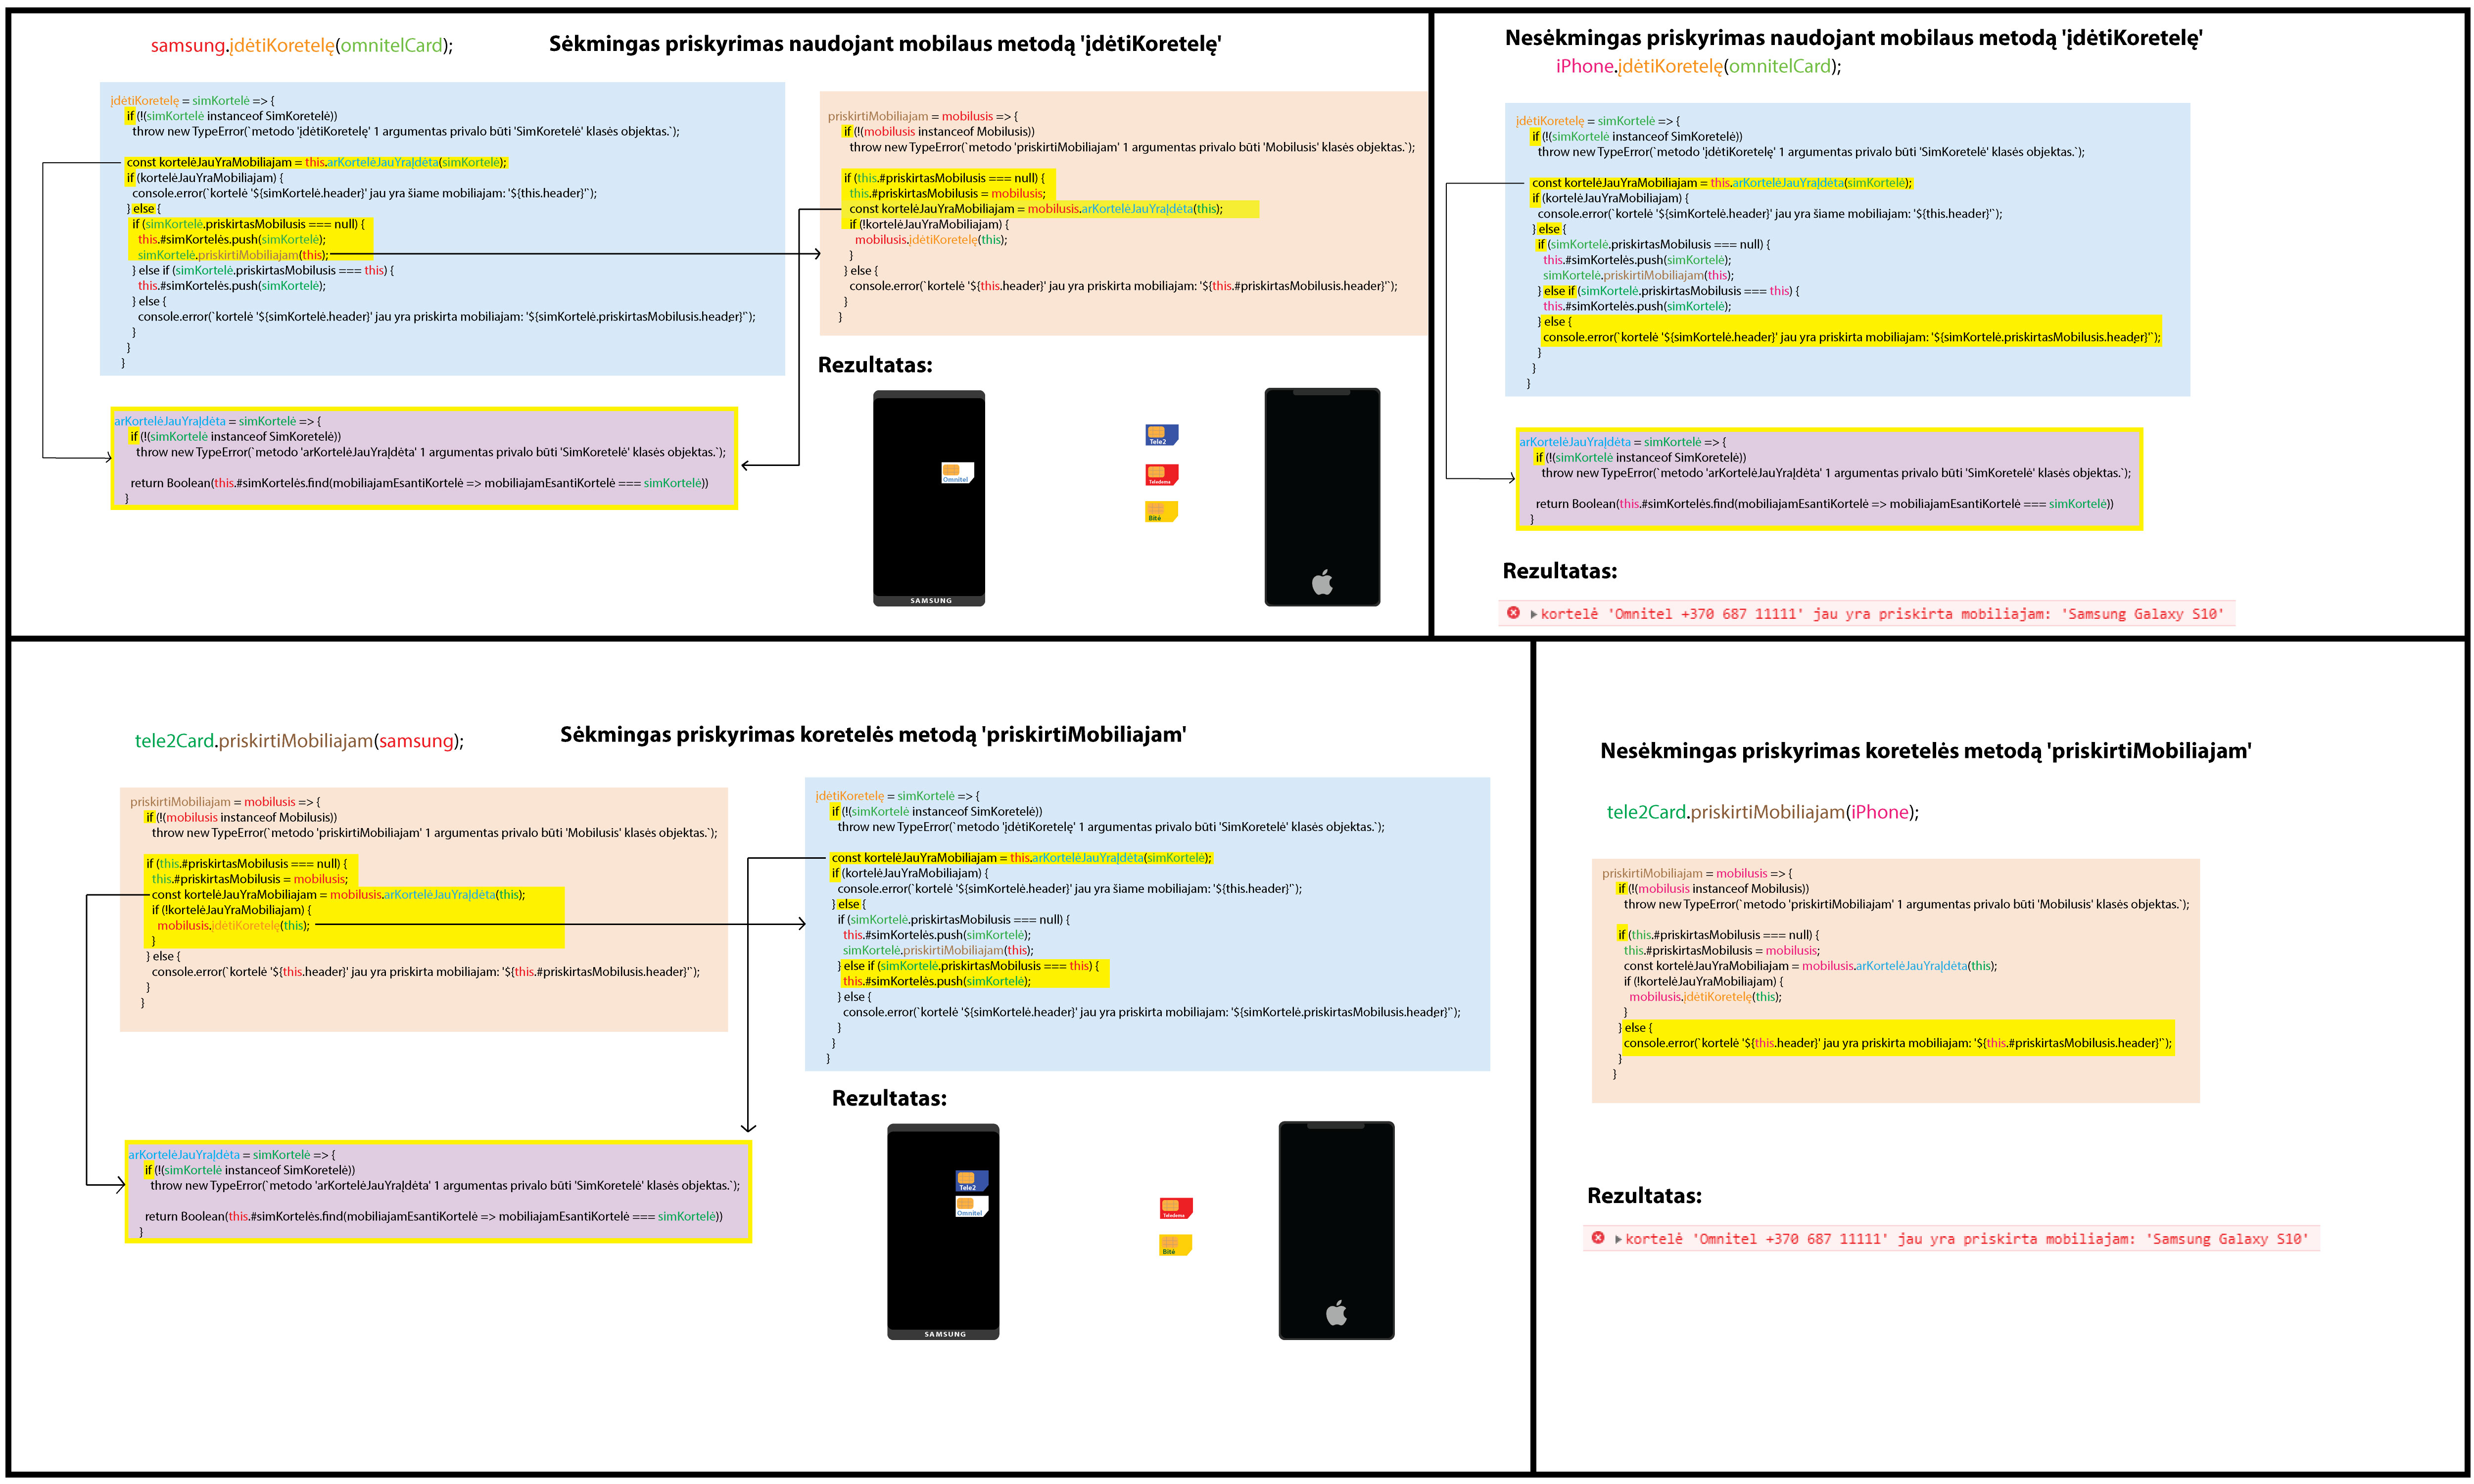 samsung.įdėtiKoretelę(omnitelCard);
Sėkmingas priskyrimas naudojant mobilaus metodą 'įdėtiKoretelę'
įdėtiKoretelę = simKortelė => {
if (!(simKortelė instanceof SimKoretelė))
throw new TypeError(`metodo 'įdėtiKoretelę' 1 argumentas privalo būti 'SimKoretelė' klasės objektas.`);
const kortelėJauYraMobiliajam = this.arKortelėJauYraĮdėta(simKortelė);
if (kortelėJauYraMobiliajam) {
console.error(`kortelė '${simKortelė.header}' jau yra šiame mobiliajam: '${this.header}'`);
} else {
if (simKortelė.priskirtasMobilusis === null) {
this.#simKortelės.push(simKortelė);
simKortelė.priskirtiMobiliajam(this);
} else if (simKortelė.priskirtasMobilusis === this) {
this.#simKortelės.push(simKortelė);
} else {
console.error(`kortelė '${simKortelė.header}' jau yra priskirta mobiliajam: '${simKortelė.priskirtasMobilusis.header}'`);
}
}
}
priskirtiMobiliajam = mobilusis => {
if (!(mobilusis instanceof Mobilusis))
throw new TypeError(`metodo 'priskirtiMobiliajam' 1 argumentas privalo būti 'Mobilusis' klasės objektas.`);
if (this.#priskirtasMobilusis === null) {
this.#priskirtasMobilusis = mobilusis;
const kortelėJauYraMobiliajam = mobilusis.arKortelėJauYraĮdėta(this);
if (!kortelėJauYraMobiliajam) {
mobilusis.įdėtiKoretelę(this);
}
} else {
console.error(`kortelė '${this.header}' jau yra priskirta mobiliajam: '${this.#priskirtasMobilusis.header}'`);
}
}
arKortelėJauYraĮdėta = simKortelė => {
if (!(simKortelė instanceof SimKoretelė))
throw new TypeError(`metodo 'arKortelėJauYraĮdėta' 1 argumentas privalo būti 'SimKoretelė' klasės objektas.`);
return Boolean(this.#simKortelės.find(mobiliajamEsantiKortelė => mobiliajamEsantiKortelė === simKortelė))
}
Rezultatas:
Omnitel
SAMSUNG
Tele2
Teledema
Bitė
Nesėkmingas priskyrimas naudojant mobilaus metodą 'įdėtiKoretelę'
iPhone.įdėtiKoretelę(omnitelCard);
įdėtiKoretelę = simKortelė => {
if (!(simKortelė instanceof SimKoretelė))
throw new TypeError(`metodo 'įdėtiKoretelę' 1 argumentas privalo būti 'SimKoretelė' klasės objektas.`);
const kortelėJauYraMobiliajam = this.arKortelėJauYraĮdėta(simKortelė);
if (kortelėJauYraMobiliajam) {
console.error(`kortelė '${simKortelė.header}' jau yra šiame mobiliajam: '${this.header}'`);
} else {
if (simKortelė.priskirtasMobilusis === null) {
this.#simKortelės.push(simKortelė);
simKortelė.priskirtiMobiliajam(this);
} else if (simKortelė.priskirtasMobilusis === this) {
this.#simKortelės.push(simKortelė);
} else {
console.error(`kortelė '${simKortelė.header}' jau yra priskirta mobiliajam: '${simKortelė.priskirtasMobilusis.header}'`);
}
}
}
arKortelėJauYraĮdėta = simKortelė => {
if (!(simKortelė instanceof SimKoretelė))
throw new TypeError(`metodo 'arKortelėJauYraĮdėta' 1 argumentas privalo būti 'SimKoretelė' klasės objektas.`);
return Boolean(this.#simKortelės.find(mobiliajamEsantiKortelė => mobiliajamEsantiKortelė === simKortelė))
}
Rezultatas:
kortelė 'Omnitel +370 687 11111' jau yra priskirta mobiliajam: 'Samsung Galaxy S10'
tele2Card.priskirtiMobiliajam(samsung);
Sėkmingas priskyrimas koretelės metodą 'priskirtiMobiliajam'
priskirtiMobiliajam = mobilusis => {
if (!(mobilusis instanceof Mobilusis))
throw new TypeError(`metodo 'priskirtiMobiliajam' 1 argumentas privalo būti 'Mobilusis' klasės objektas.`);
if (this.#priskirtasMobilusis === null) {
this.#priskirtasMobilusis = mobilusis;
const kortelėJauYraMobiliajam = mobilusis.arKortelėJauYraĮdėta(this);
if (!kortelėJauYraMobiliajam) {
mobilusis.įdėtiKoretelę(this);
}
} else {
console.error(`kortelė '${this.header}' jau yra priskirta mobiliajam: '${this.#priskirtasMobilusis.header}'`);
}
}
įdėtiKoretelę = simKortelė => {
if (!(simKortelė instanceof SimKoretelė))
throw new TypeError(`metodo 'įdėtiKoretelę' 1 argumentas privalo būti 'SimKoretelė' klasės objektas.`);
const kortelėJauYraMobiliajam = this.arKortelėJauYraĮdėta(simKortelė);
if (kortelėJauYraMobiliajam) {
console.error(`kortelė '${simKortelė.header}' jau yra šiame mobiliajam: '${this.header}'`);
} else {
if (simKortelė.priskirtasMobilusis === null) {
this.#simKortelės.push(simKortelė);
simKortelė.priskirtiMobiliajam(this);
} else if (simKortelė.priskirtasMobilusis === this) {
this.#simKortelės.push(simKortelė);
} else {
console.error(`kortelė '${simKortelė.header}' jau yra priskirta mobiliajam: '${simKortelė.priskirtasMobilusis.header}'`);
}
}
}
arKortelėJauYraĮdėta = simKortelė => {
if (!(simKortelė instanceof SimKoretelė))
throw new TypeError(`metodo 'arKortelėJauYraĮdėta' 1 argumentas privalo būti 'SimKoretelė' klasės objektas.`);
return Boolean(this.#simKortelės.find(mobiliajamEsantiKortelė => mobiliajamEsantiKortelė === simKortelė))
}
Rezultatas:
Tele2
Omnitel
SAMSUNG
Teledema
Bitė
Nesėkmingas priskyrimas koretelės metodą 'priskirtiMobiliajam'
tele2Card.priskirtiMobiliajam(iPhone);
priskirtiMobiliajam = mobilusis => {
if (!(mobilusis instanceof Mobilusis))
throw new TypeError(`metodo 'priskirtiMobiliajam' 1 argumentas privalo būti 'Mobilusis' klasės objektas.`);
if (this.#priskirtasMobilusis === null) {
this.#priskirtasMobilusis = mobilusis;
const kortelėJauYraMobiliajam = mobilusis.arKortelėJauYraĮdėta(this);
if (!kortelėJauYraMobiliajam) {
mobilusis.įdėtiKoretelę(this);
}
} else {
console.error(`kortelė '${this.header}' jau yra priskirta mobiliajam: '${this.#priskirtasMobilusis.header}'`);
}
}
Rezultatas:
kortelė 'Omnitel +370 687 11111' jau yra priskirta mobiliajam: 'Samsung Galaxy S10'